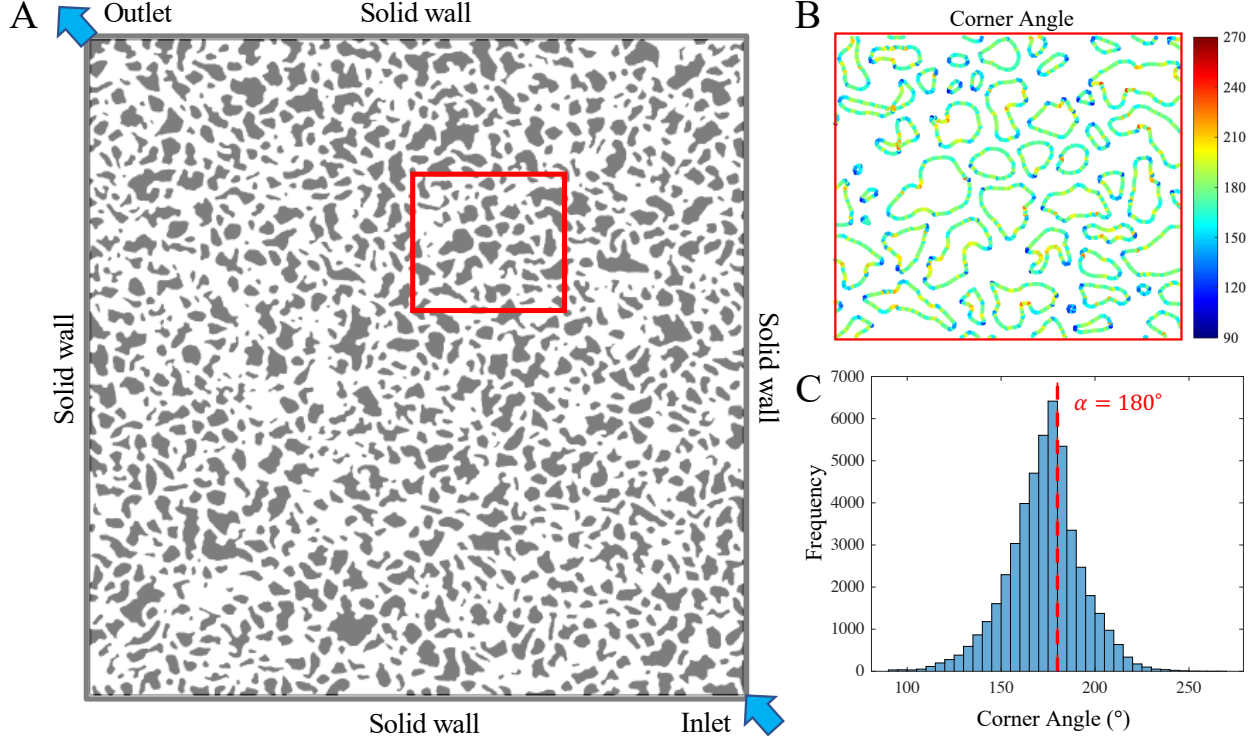 A
Outlet
Solid wall
Solid wall
Solid wall
Solid wall
Inlet
B
Corner Angle
270
240
210
180
150
120
90
C
7000
6000
5000
4000
3000
2000
1000
0
Frequency
α = 180°
100
150
200
250
Corner Angle (°)